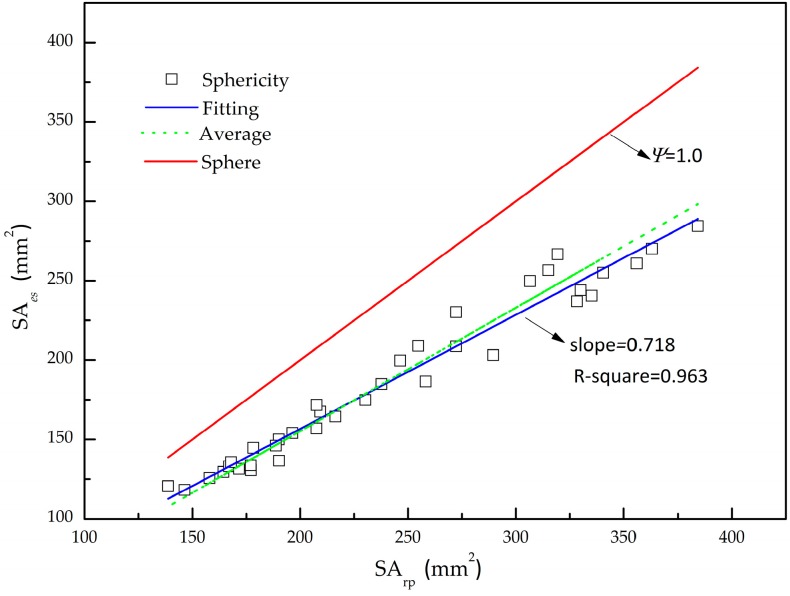 400
350
300
250
200
150
100
SAes (mm2)
Sphericity
Fitting
Average
Sphere
Ψ=1.0
slope=0.718
R-square=0.963
100 150 200 250 300 350 400
SArp (mm2)